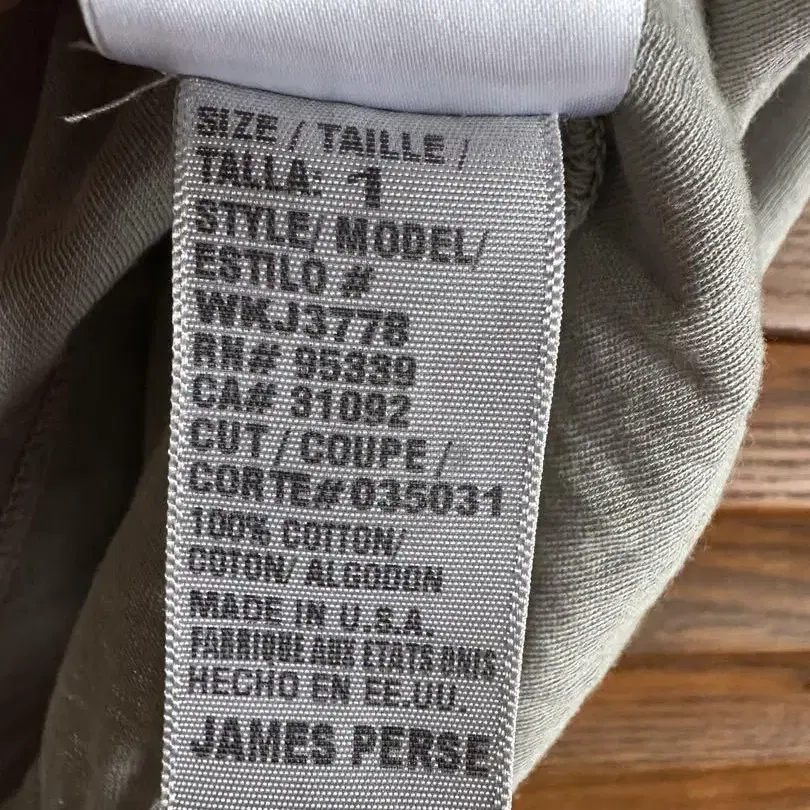 SIZE / TAILLE /
TALLA: 1
STYLE/ MODEL/
ESTILO #
WKJ3778
RN# 95339
CA# 31092
CUT / COUPE /
CORTE# 035031
100% COTTON/
COTON/ ALGODON
MADE IN U.S.A.
FABRIQUE AUX ETATS UNIS
HECHO EN EE.UU.
JAMES PERSE